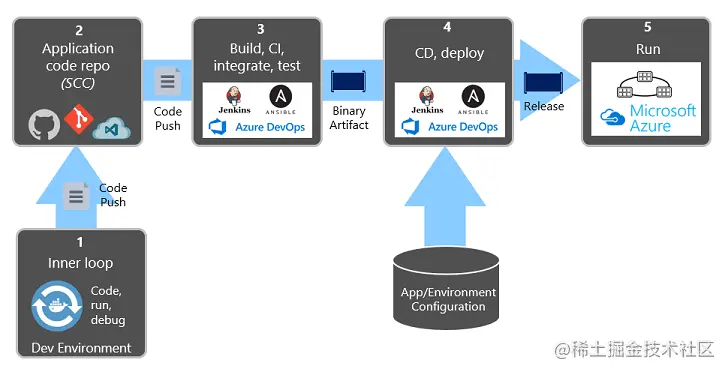 2
Application
code repo
(SCC)
Code
Push
3
Build, CI,
integrate, test
Jenkins
ANSIBLE
Azure DevOps
Binary
Artifact
4
CD, deploy
Jenkins
ANSIBLE
Azure DevOps
Release
5
Run
Microsoft
Azure
Code
Push
1
Inner loop
Code,
run,
debug
Dev Environment
App/Environment
Configuration
@稀土掘金技术社区